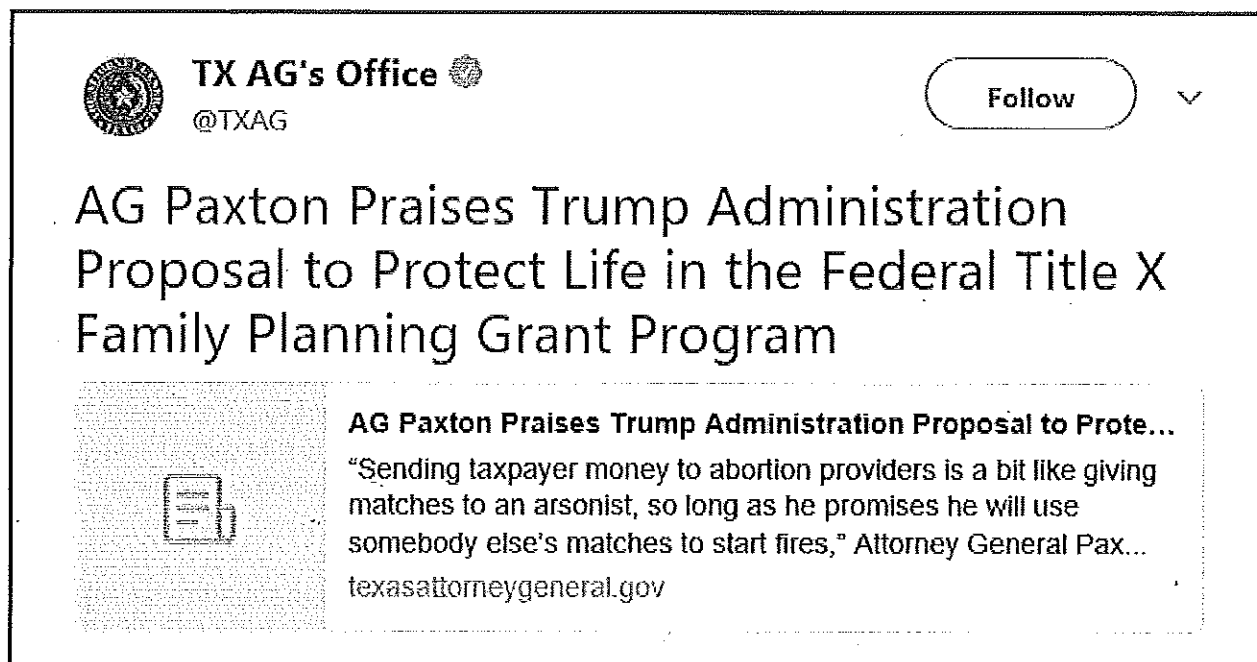 TX AG's Office
@TXAG
Follow
AG Paxton Praises Trump Administration
Proposal to Protect Life in the Federal Title X
Family Planning Grant Program
AG Paxton Praises Trump Administration Proposal to Prote...
“Sending taxpayer money to abortion providers is a bit like giving
matches to an arsonist, so long as he promises he will use
somebody else's matches to start fires,” Attorney General Pax...
texasattorneygeneral.gov